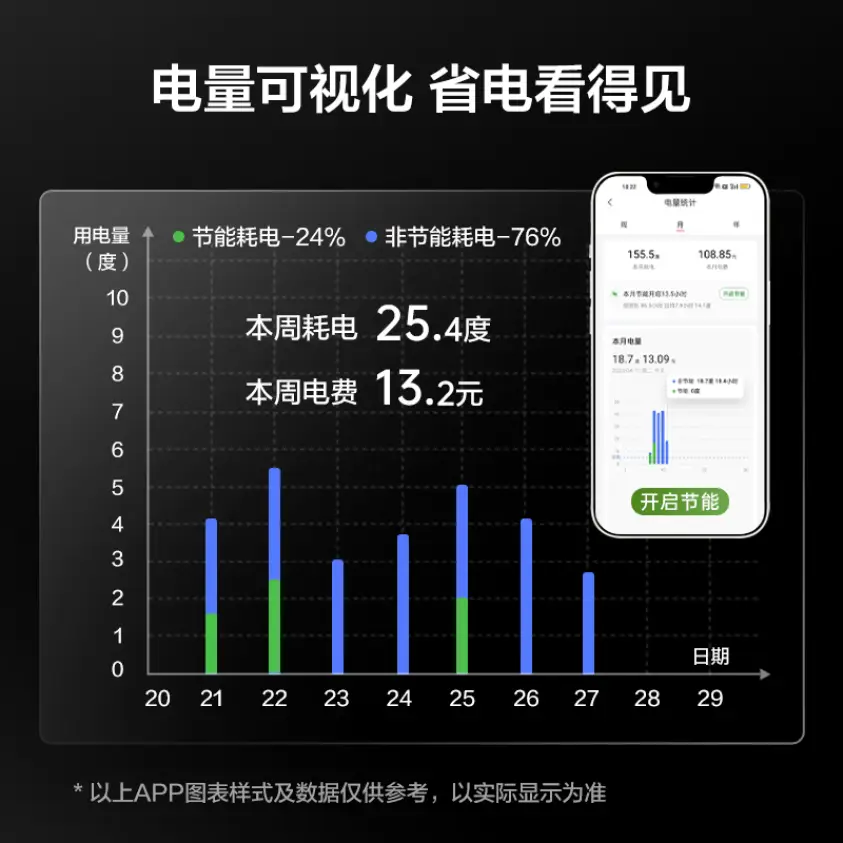 电量可视化 省电看得见
用电量
（度）
节能耗电-24%
非节能耗电-76%
本周耗电 25.4度
本周电费 13.2元
10
9
8
7
6
5
4
3
2
1
0
20 21 22 23 24 25 26 27 28 29
日期
电量统计
月
155.5
108.85
本月电量
18.7 13.09
开启节能
* 以上APP图表样式及数据仅供参考，以实际显示为准